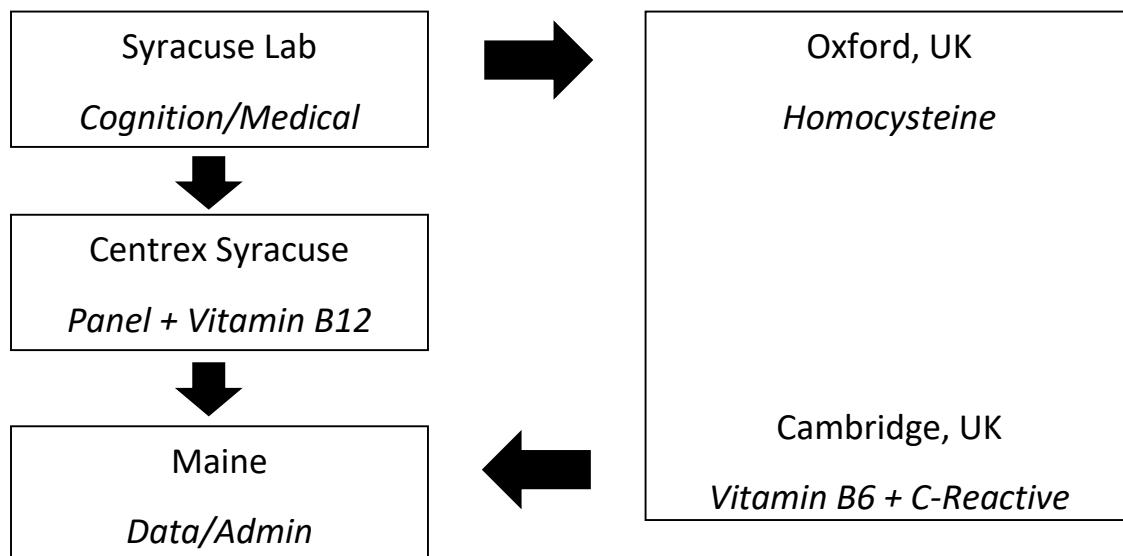 Syracuse Lab
Cognition/Medical
Centrex Syracuse
Panel + Vitamin B12
Maine
Data/Admin
Oxford, UK
Homocysteine
Cambridge, UK
Vitamin B6 + C-Reactive